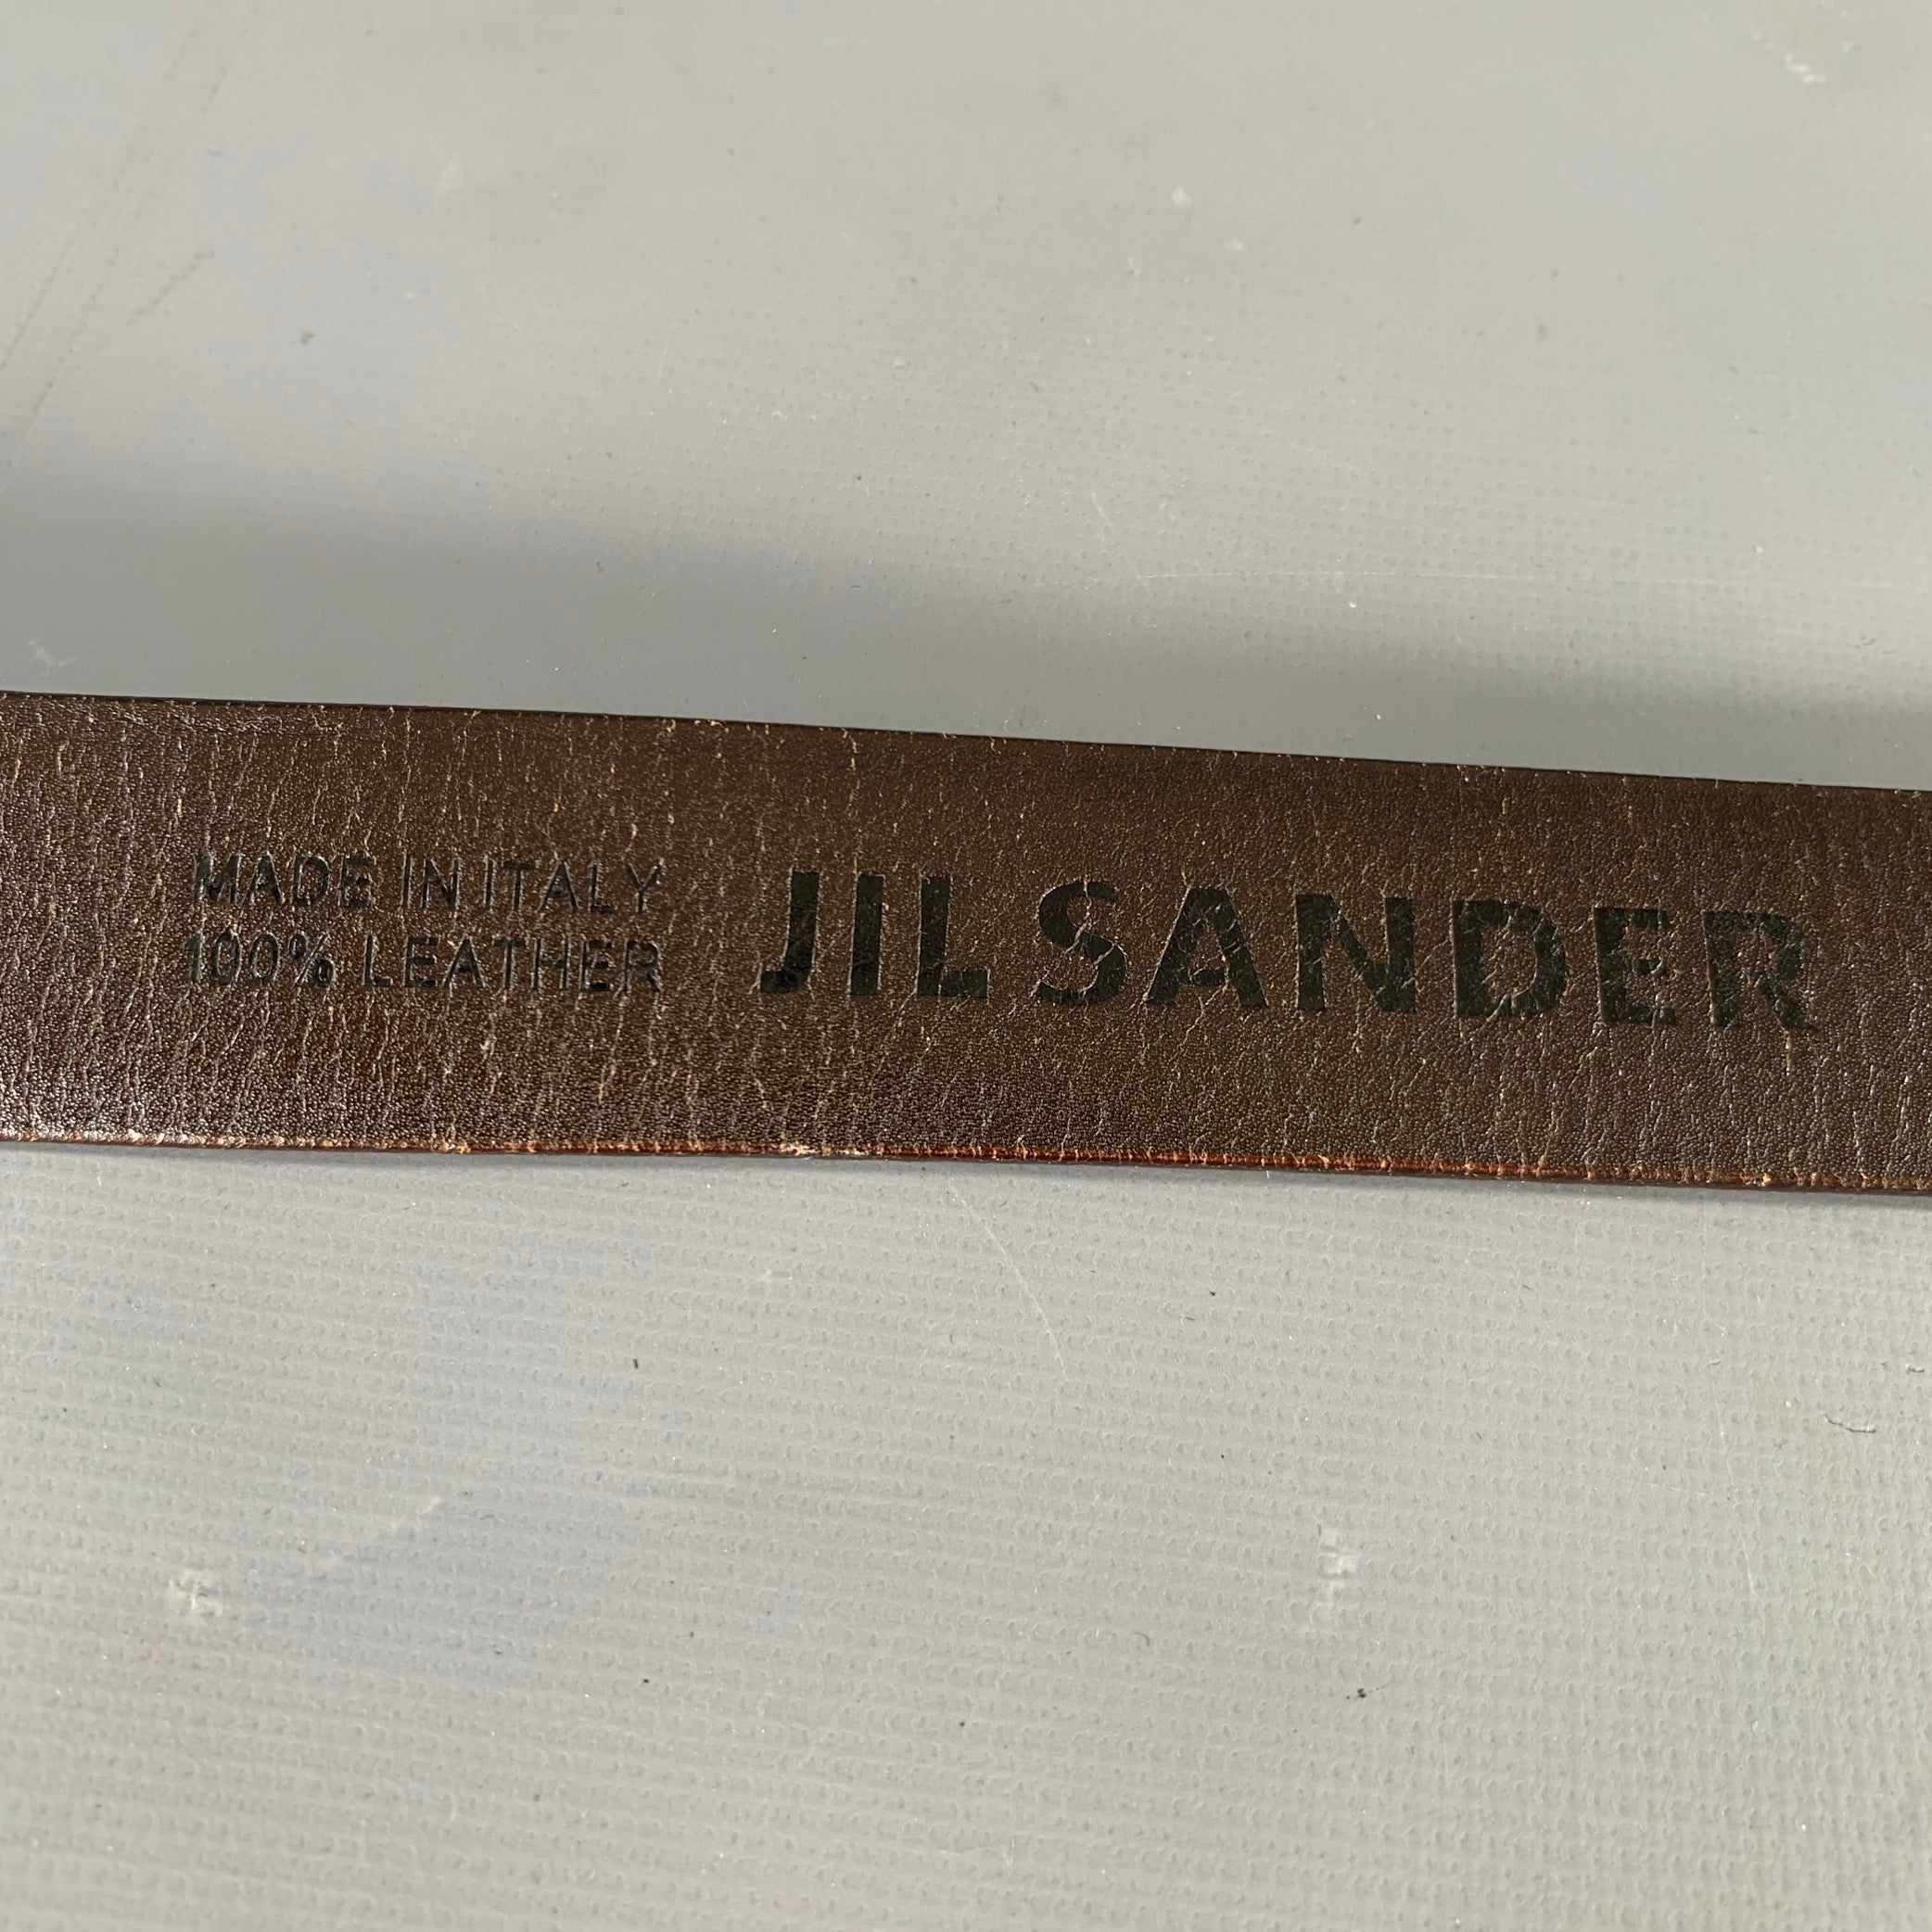 MADE IN ITALY
100% LEATHER
JIL SANDER